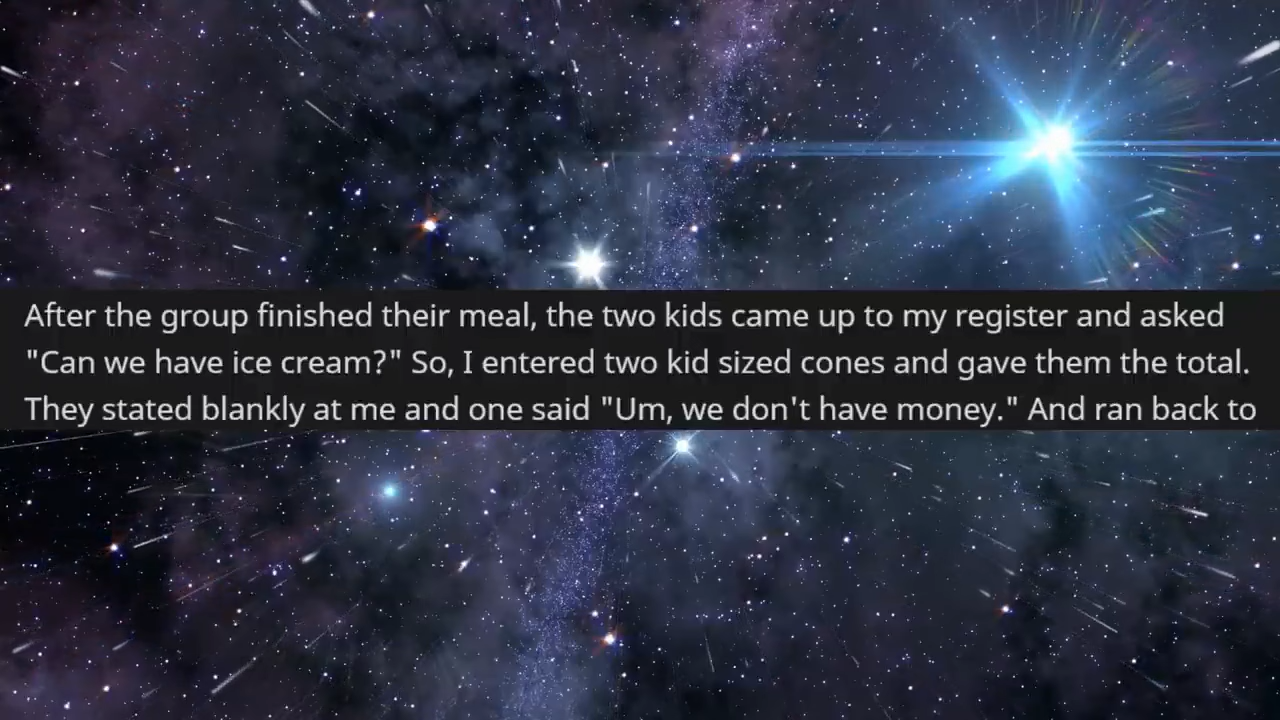 After the group finished their meal, the two kids came up to my register and asked
"Can we have ice cream?" So, I entered two kid sized cones and gave them the total.
They stated blankly at me and one said "Um, we don't have money." And ran back to